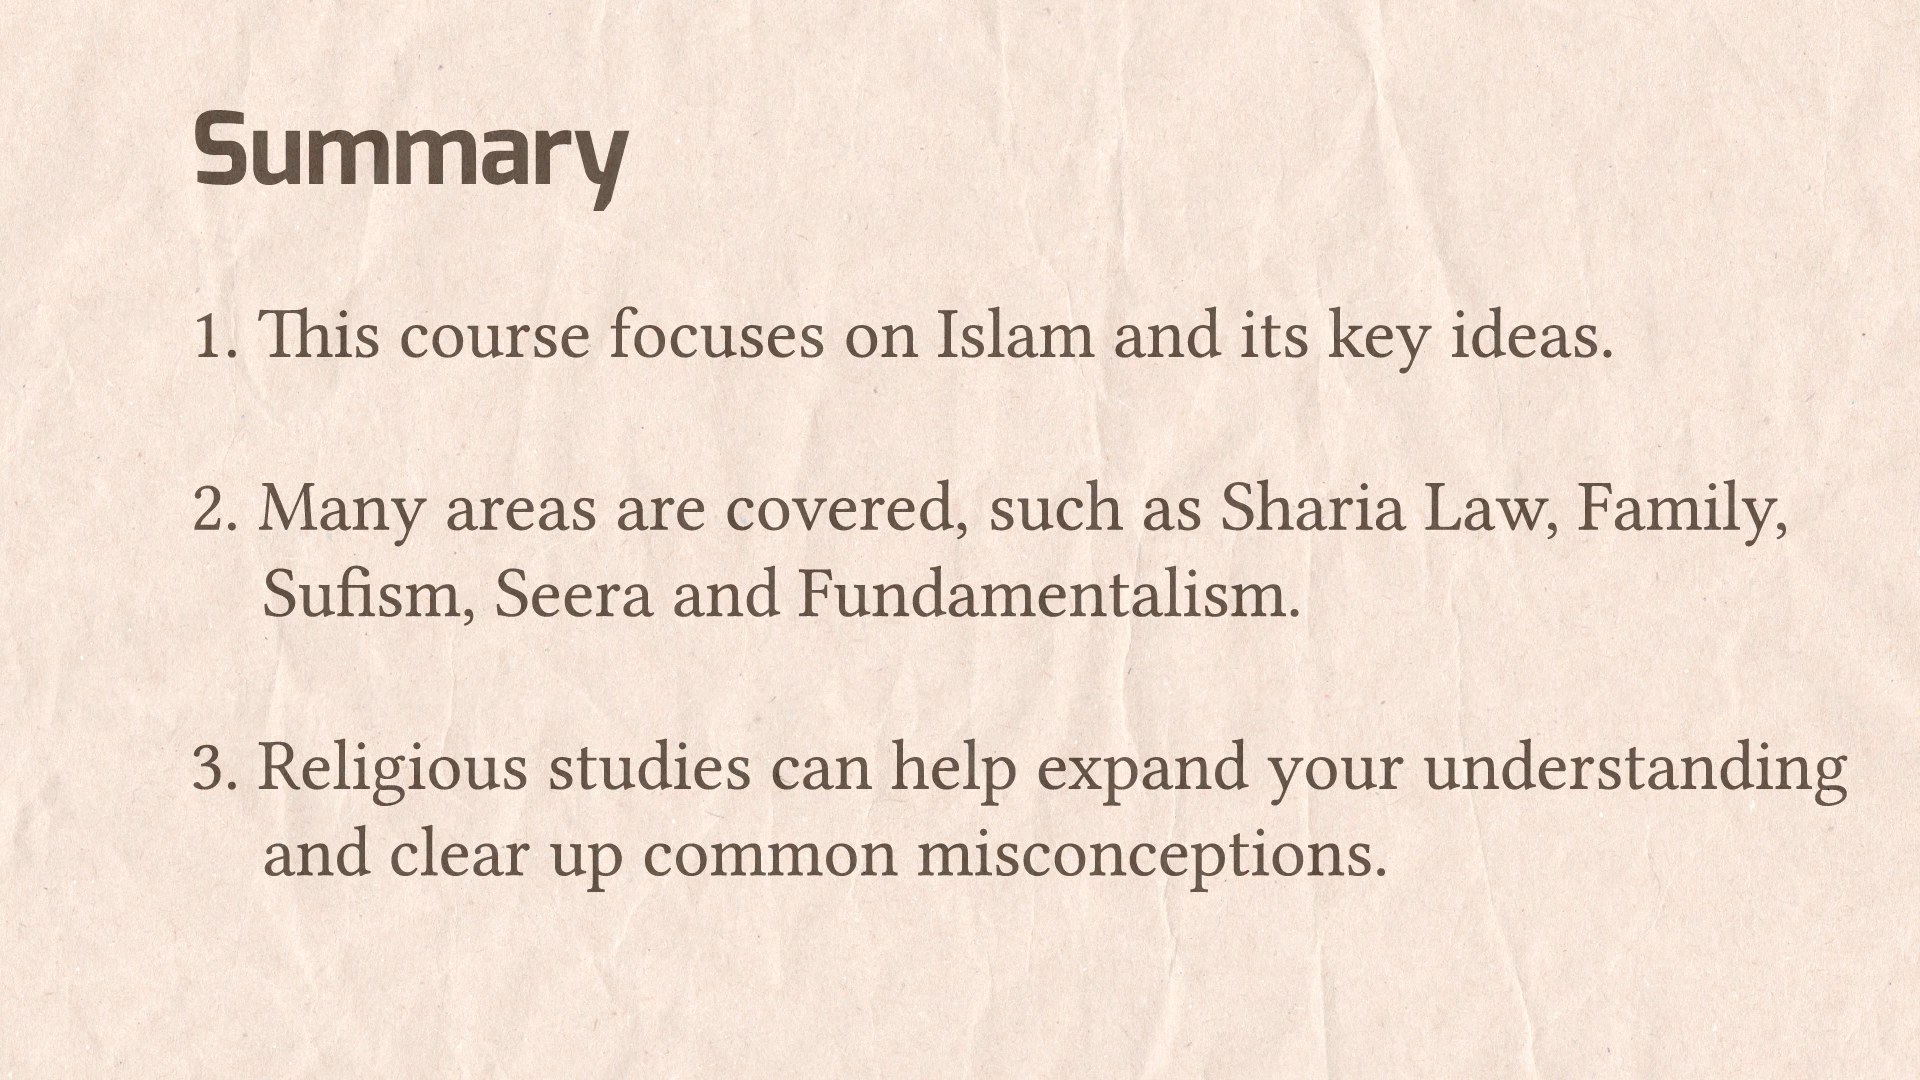 Summary
1. This course focuses on Islam and its key ideas.
2. Many areas are covered, such as Sharia Law, Family,
Sufism, Seera and Fundamentalism.
3. Religious studies can help expand your understanding
and clear up common misconceptions.